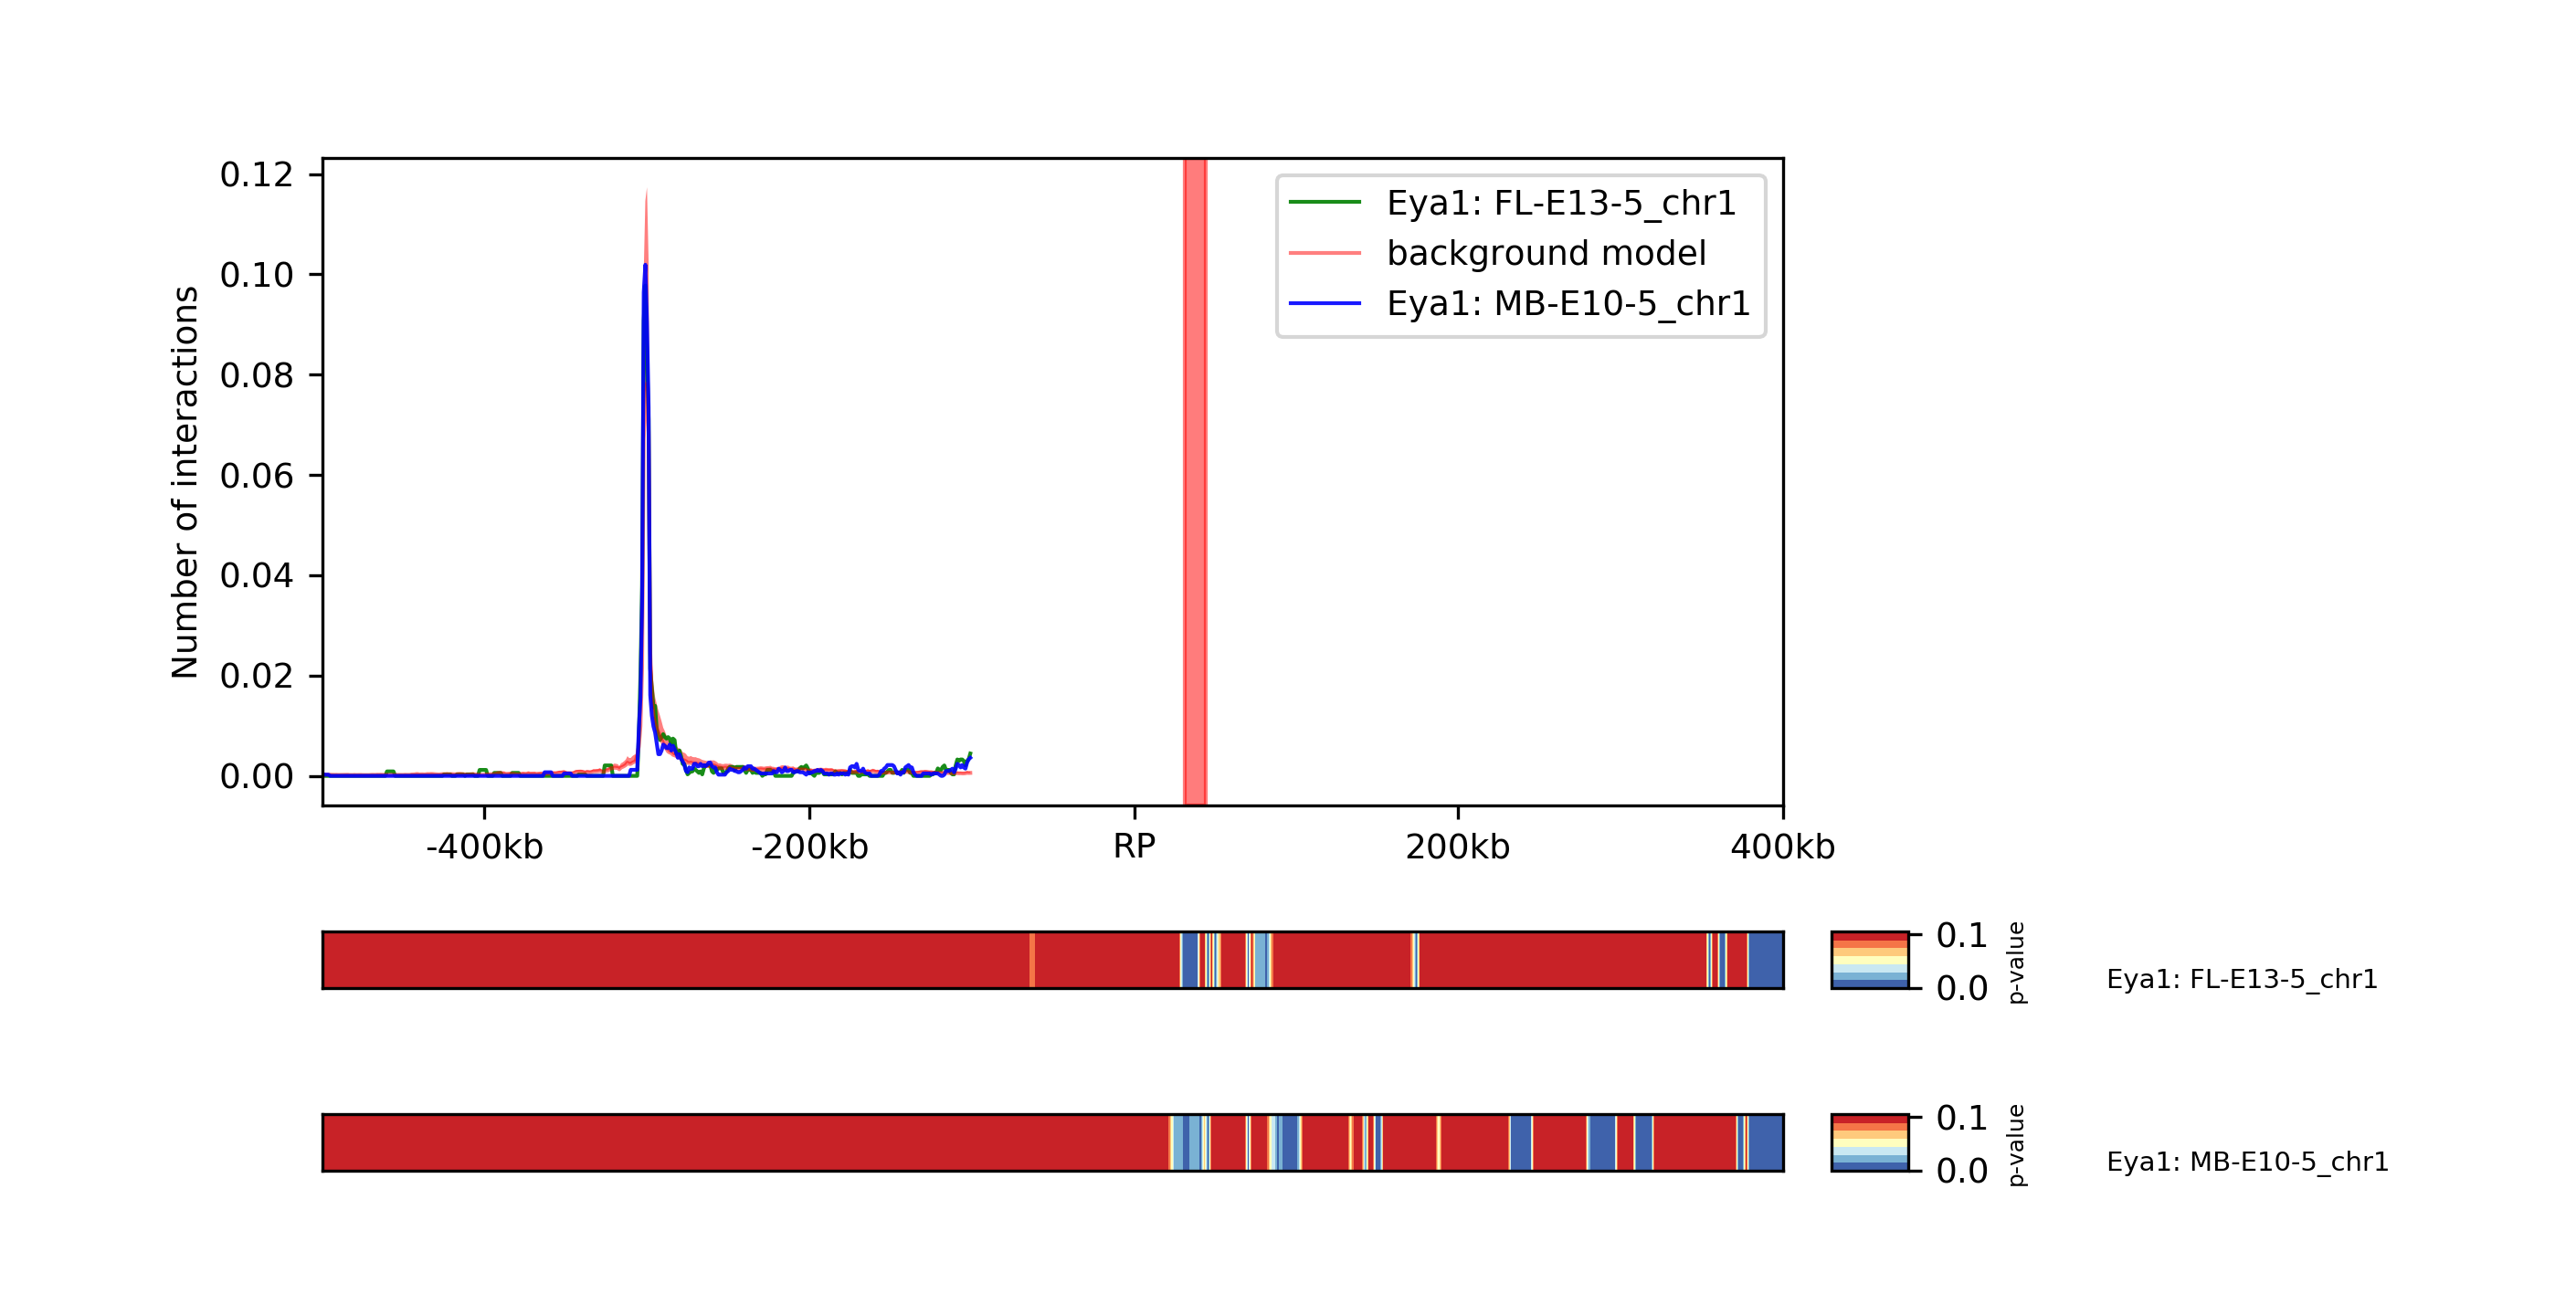 0.12
0.10
0.08
0.06
0.04
0.02
0.00
Number of interactions
Eya1: FL-E13-5_chr1
background model
Eya1: MB-E10-5_chr1
-400kb
-200kb
RP
200kb
400kb
0.1
0.0
p-value
Eya1: FL-E13-5_chr1
0.1
0.0
p-value
Eya1: MB-E10-5_chr1